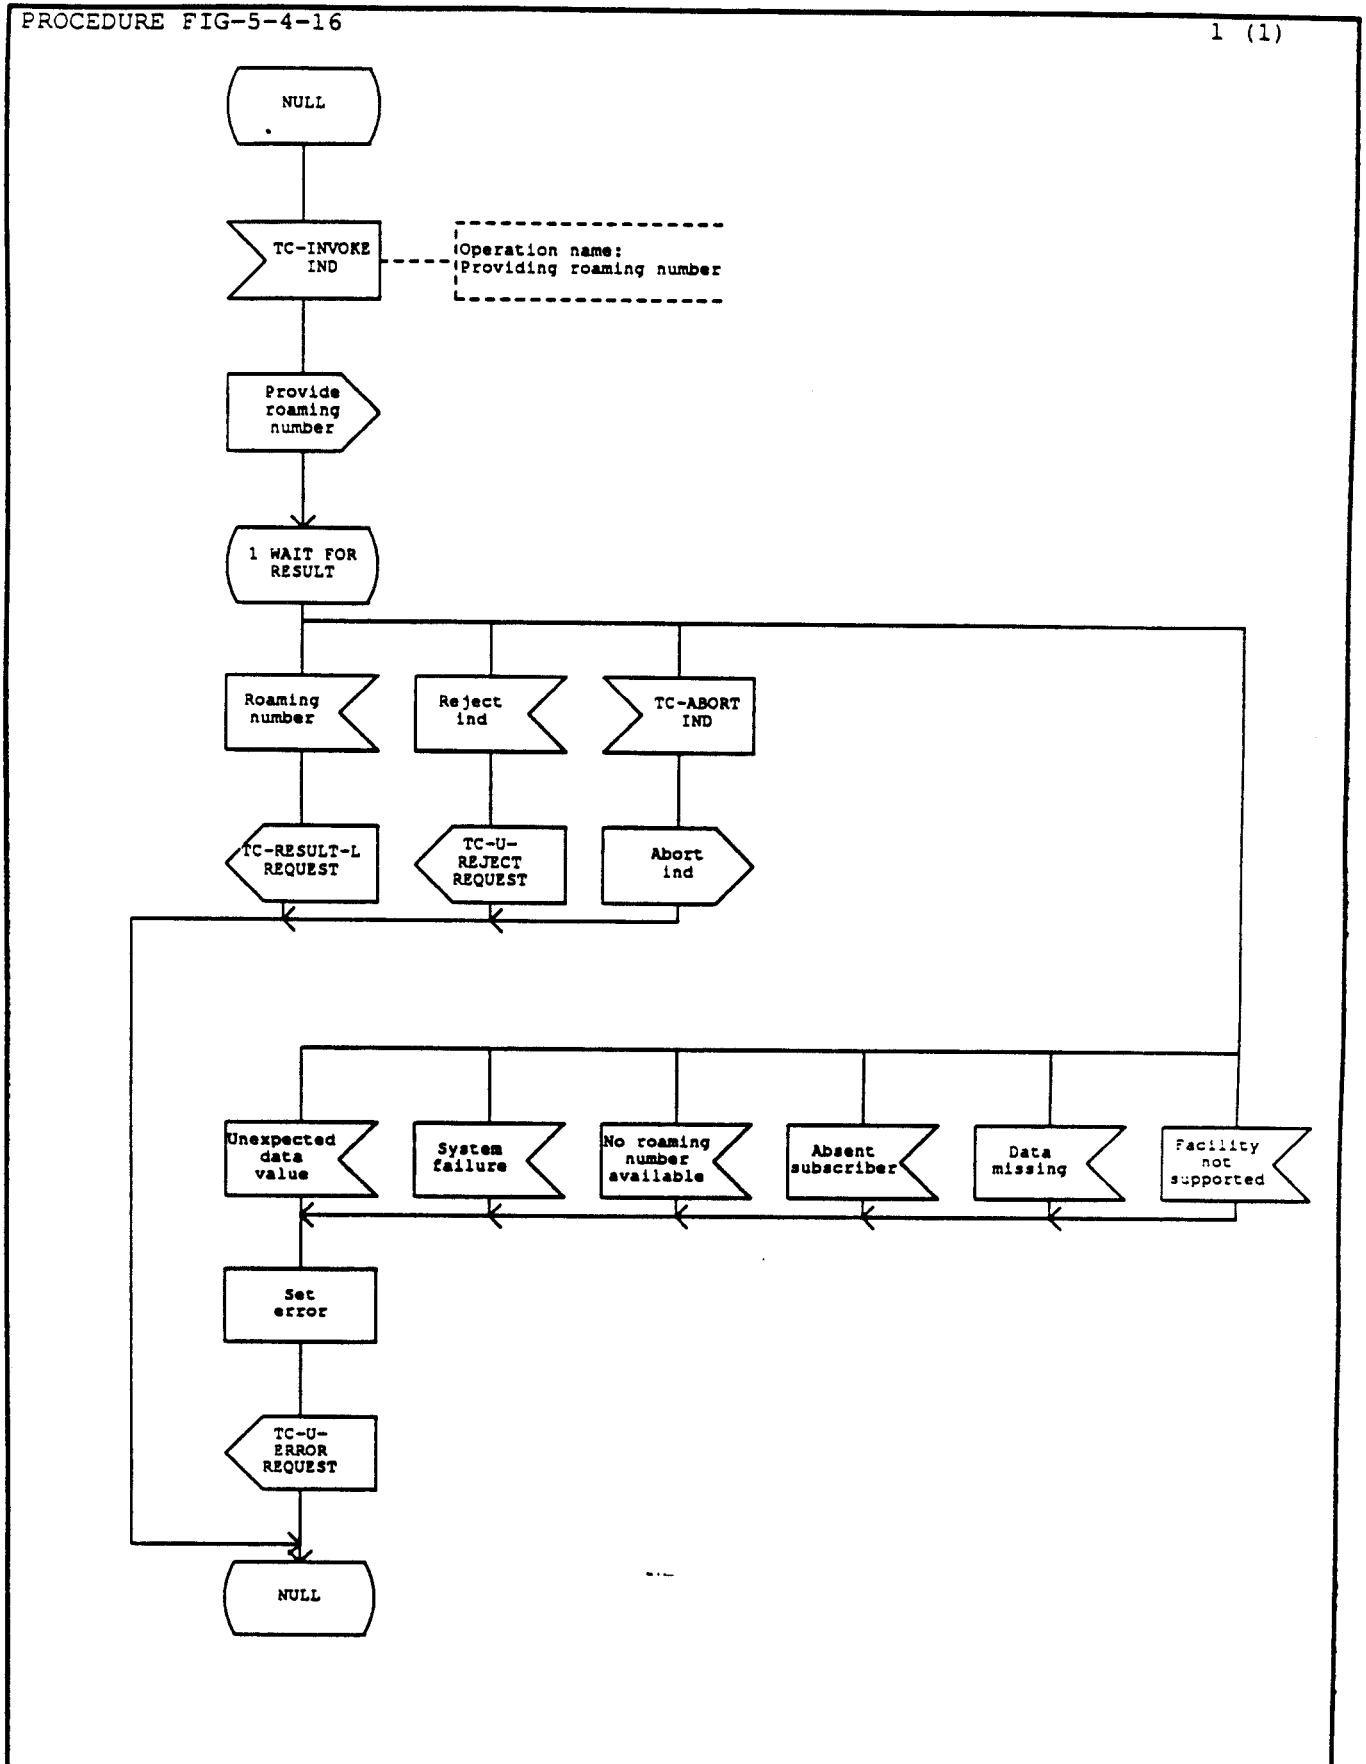 PROCEDURE FIG-5-4-16
1 (1)
NULL
TC-INVOKE
IND
Operation name:
Providing roaming number
Provide
roaming
number
1 WAIT FOR
RESULT
Roaming
number
Reject
ind
TC-ABORT
IND
TC-RESULT-L
REQUEST
TC-U-
REJECT
REQUEST
Abort
ind
Unexpected
data
value
System
failure
No roaming
number
available
Absent
subscriber
Data
missing
Facility
not
supported
Set
error
TC-U-
ERROR
REQUEST
NULL